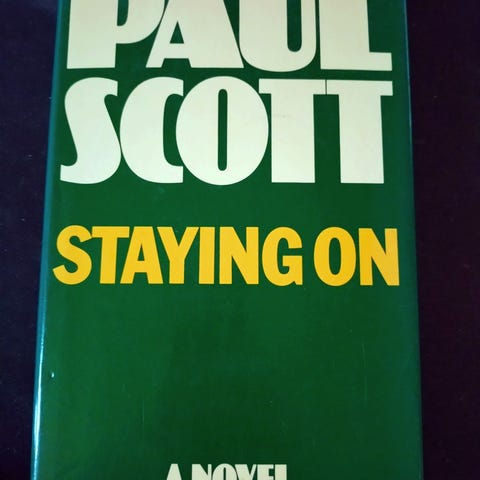 PAUL
SCOTT
STAYING ON
A NOVEL